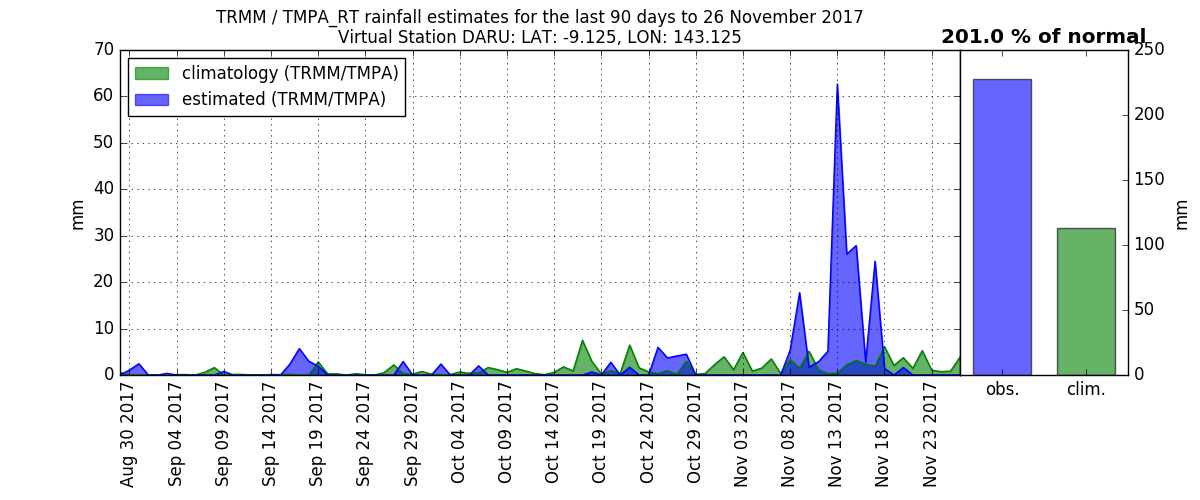 TRMM / TMPA_RT rainfall estimates for the last 90 days to 26 November 2017
Virtual Station DARU: LAT: -9.125, LON: 143.125
201.0 % of normal
climatology (TRMM/TMPA)
estimated (TRMM/TMPA)
mm
70
60
50
40
30
20
10
0
Aug 30 2017
Sep 04 2017
Sep 09 2017
Sep 14 2017
Sep 19 2017
Sep 24 2017
Sep 29 2017
Oct 04 2017
Oct 09 2017
Oct 14 2017
Oct 19 2017
Oct 24 2017
Oct 29 2017
Nov 03 2017
Nov 08 2017
Nov 13 2017
Nov 18 2017
Nov 23 2017
obs.
clim.
250
200
150
100
50
0
mm